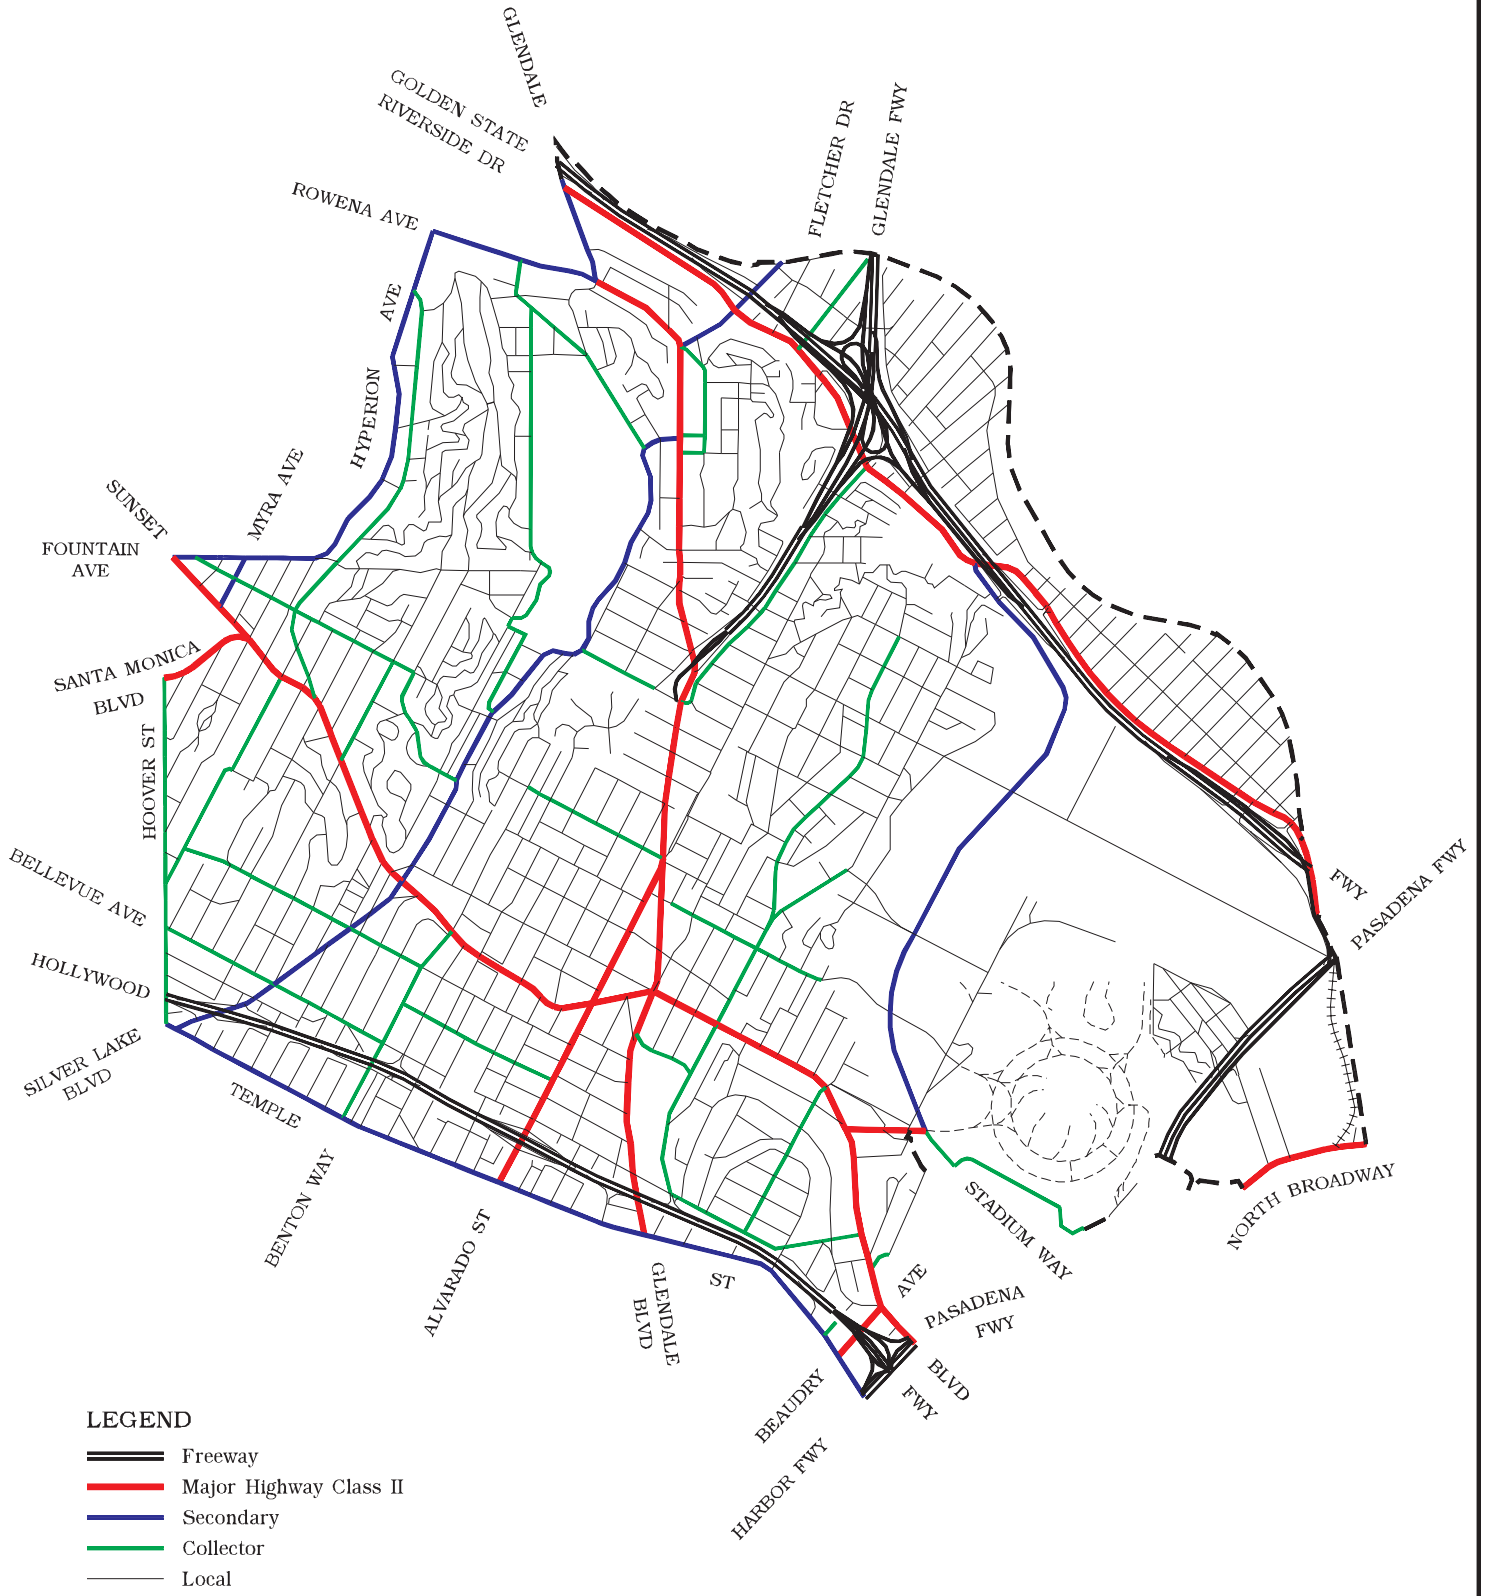 GLENDALE
GOLDEN STATE
RIVERSIDE DR
FLETCHER DR
GLENDALE FWY
ROWENA AVE
HYPERION AVE
MYRA AVE
SUNSET
FOUNTAIN
AVE
SANTA MONICA
BLVD
HOOVER ST
BELLEVUE AVE
HOLLYWOOD
SILVER LAKE
BLVD
TEMPLE
BENTON WAY
ALVARADO ST
GLENDALE
BLVD
ST
FWY
PASADENA FWY
NORTH BROADWAY
STADIUM WAY
AVE
PASADENA
FWY
BLVD
FWY
BEAUDRY
HARBOR FWY
LEGEND
Freeway
Major Highway Class II
Secondary
Collector
Local